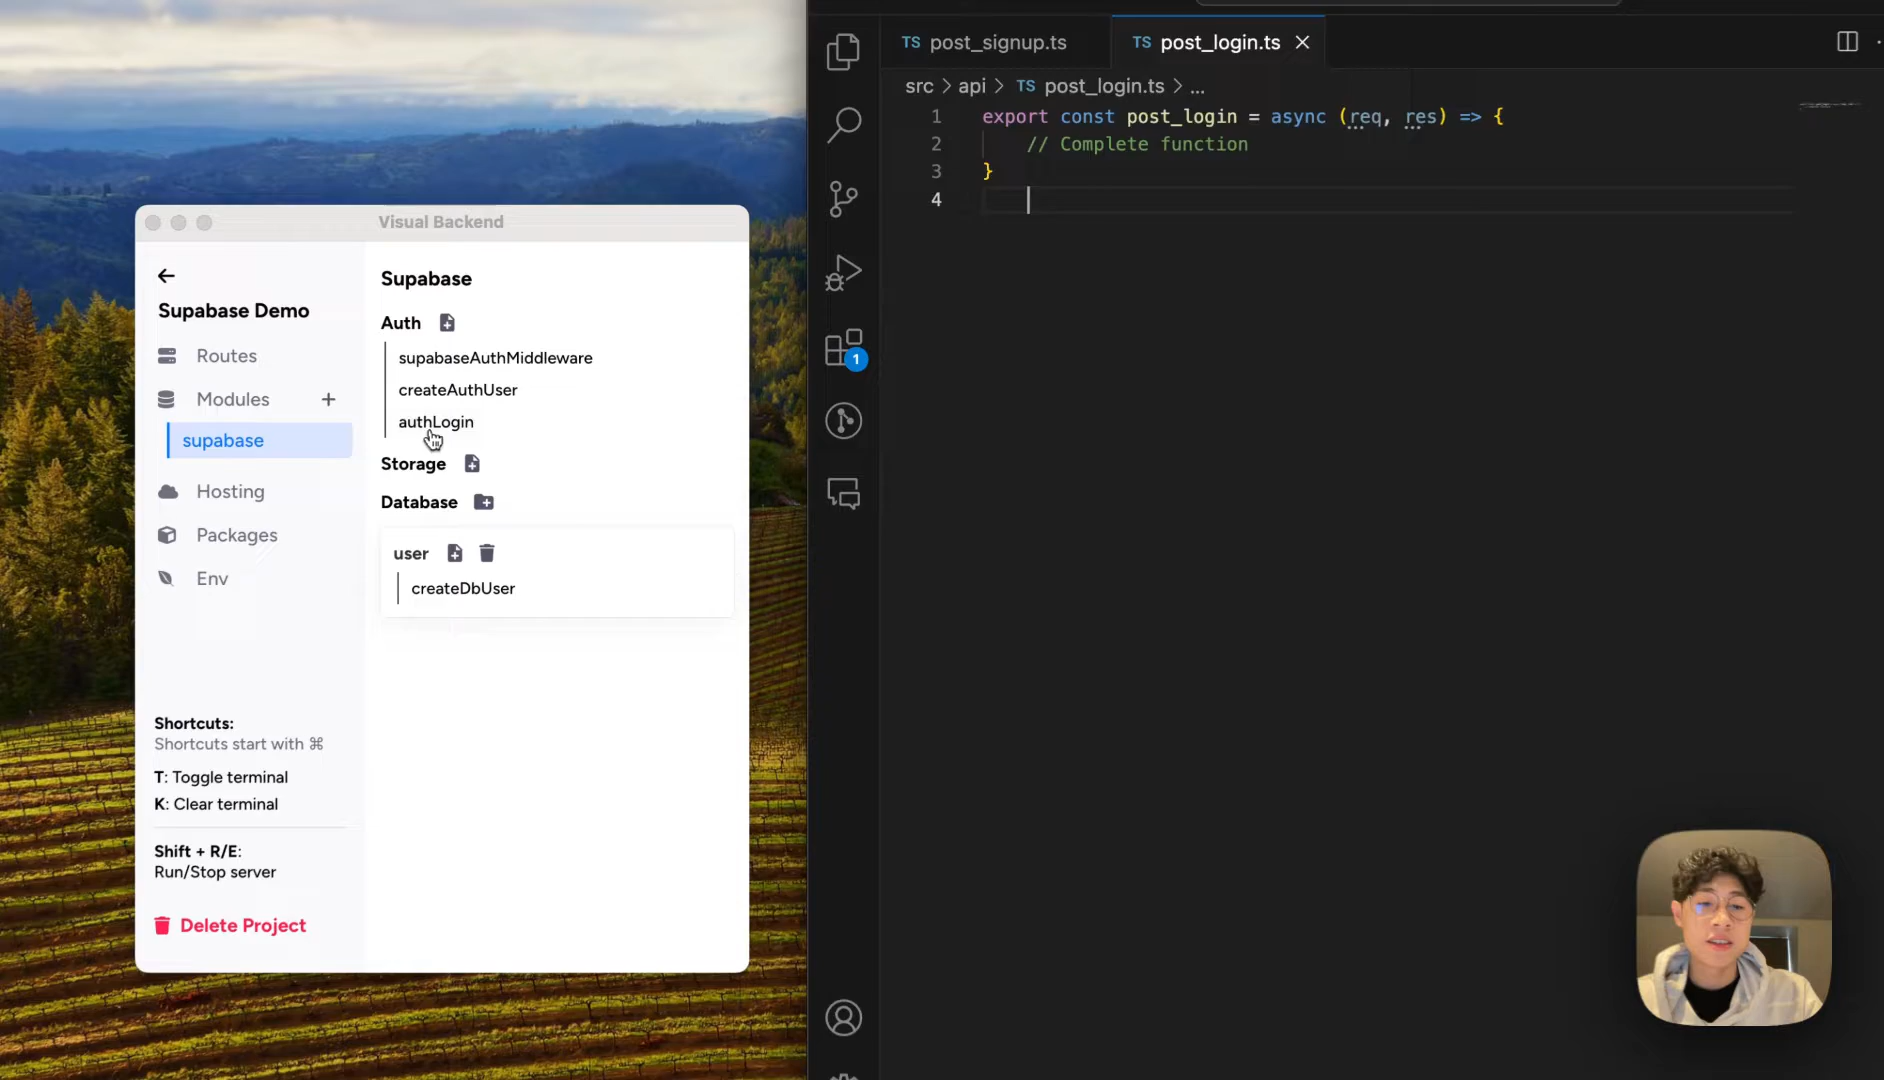 Visual Backend
Supabase Demo
Routes
Modules +
supabase
Hosting
Packages
Env
Shortcuts:
Shortcuts start with ⌘
T: Toggle terminal
K: Clear terminal
Shift + R/E:
Run/Stop server
Delete Project
Supabase
Auth
supabaseAuthMiddleware
createAuthUser
authLogin
Storage
Database
user
createDbUser
TS post_signup.ts
TS post_login.ts
src > api > TS post_login.ts > ...
1 export const post_login = async (req, res) => {
2 // Complete function
3 }
4
1